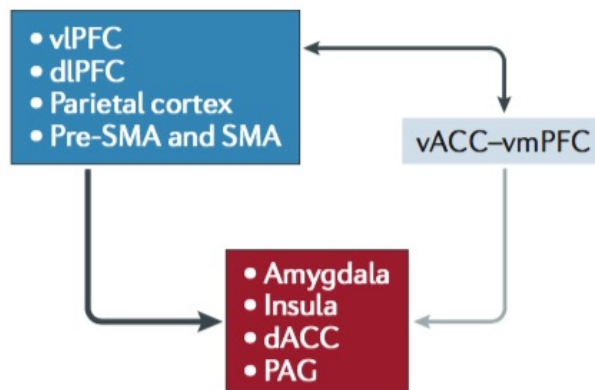 • vlPFC
• dlPFC
• Parietal cortex
• Pre-SMA and SMA
vACC–vmPFC
• Amygdala
• Insula
• dACC
• PAG